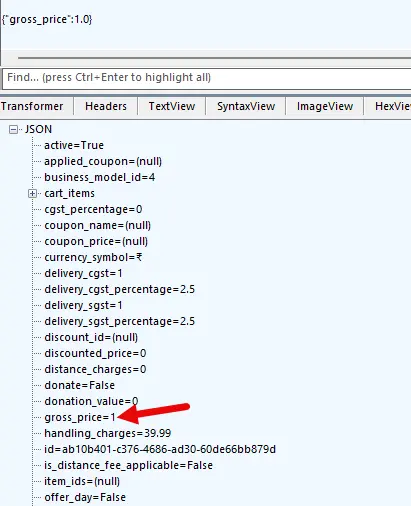 {"gross_price":1.0}
Find... (press Ctrl+Enter to highlight all)
Transformer Headers TextView SyntaxView ImageView HexVie
JSON
active=True
applied_coupon=(null)
business_model_id=4
cart_items
cgst_percentage=0
coupon_name=(null)
coupon_price=(null)
currency_symbol=₹
delivery_cgst=1
delivery_cgst_percentage=2.5
delivery_sgst=1
delivery_sgst_percentage=2.5
discount_id=(null)
discounted_price=0
distance_charges=0
donate=False
donation_value=0
gross_price=1
handling_charges=39.99
id=ab10b401-c376-4686-ad30-60de66bb879d
is_distance_fee_applicable=False
item_ids=(null)
offer_day=False